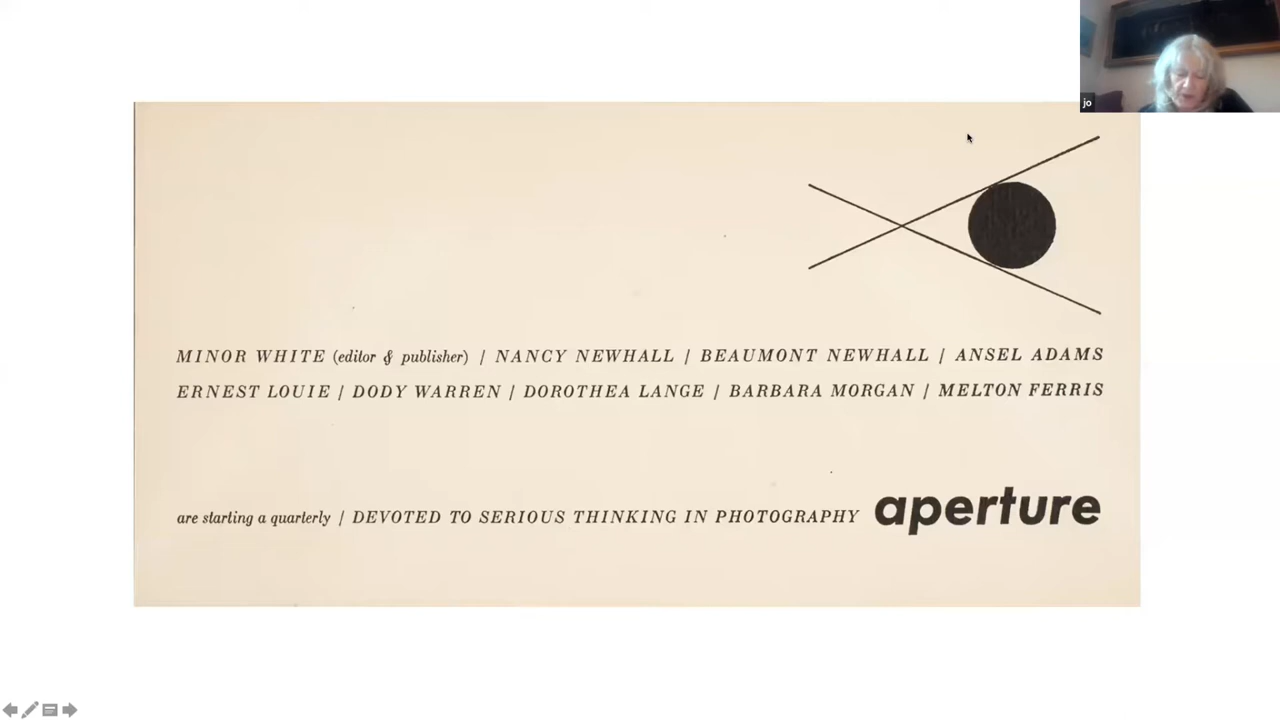 jo
MINOR WHITE (editor & publisher) / NANCY NEWHALL / BEAUMONT NEWHALL / ANSEL ADAMS
ERNEST LOUIE / DODY WARREN / DOROTHEA LANGE / BARBARA MORGAN / MELTON FERRIS
are starting a quarterly / DEVOTED TO SERIOUS THINKING IN PHOTOGRAPHY aperture